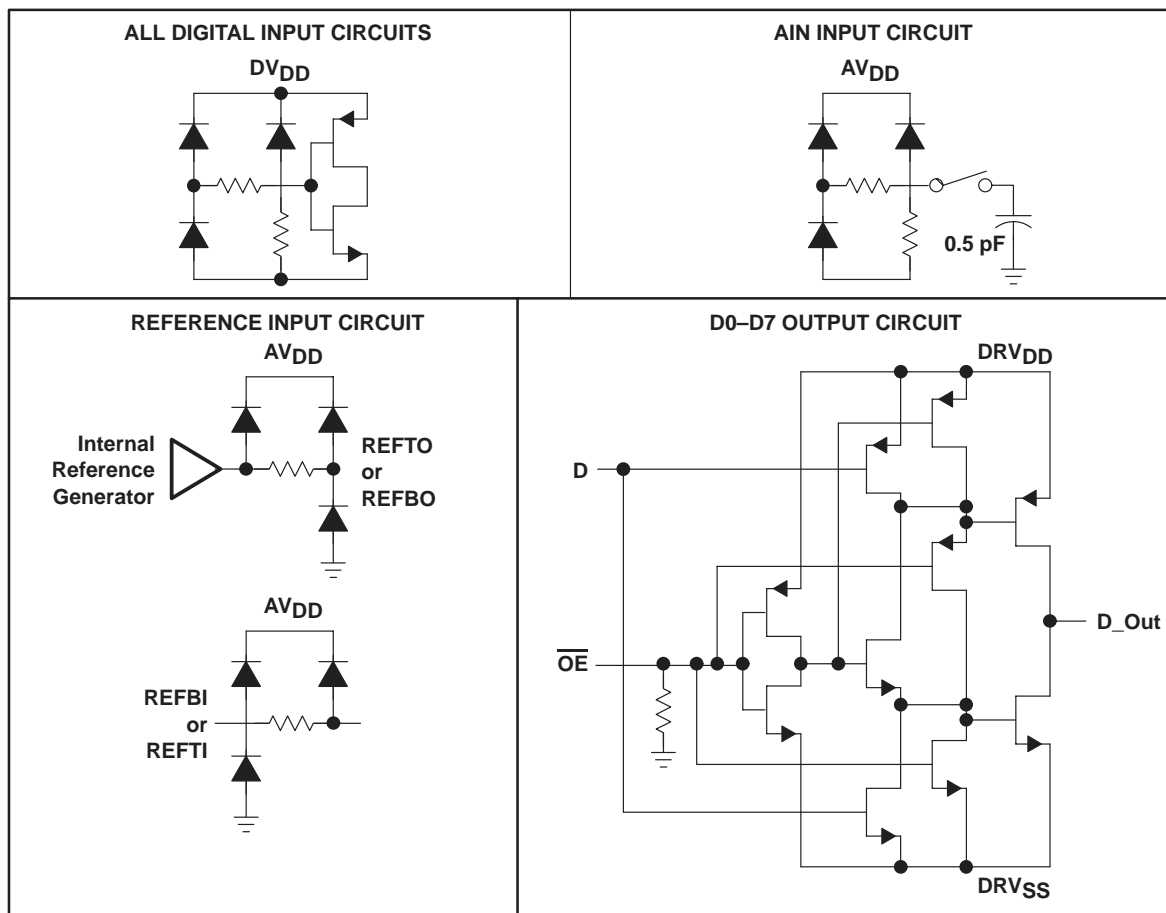 ALL DIGITAL INPUT CIRCUITS
DVDD
AIN INPUT CIRCUIT
AVDD
0.5 pF
REFERENCE INPUT CIRCUIT
AVDD
Internal
Reference
Generator
REFTO
or
REFBO
AVDD
REFBI
or
REFTI
D0–D7 OUTPUT CIRCUIT
DRVDD
D
D_Out
OE
DRVSS